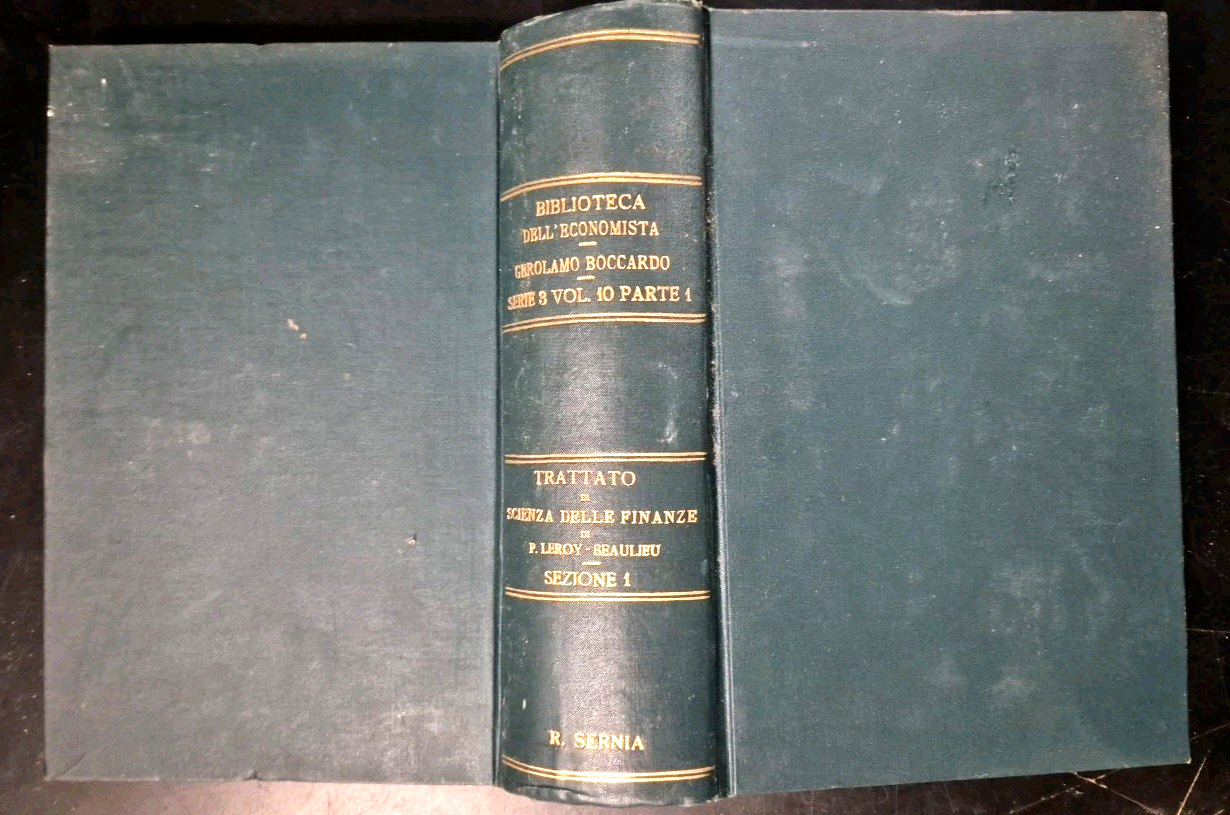 BIBLIOTECA
DELL'ECONOMISTA
GEROLAMO BOCCARDO
SERIE 3 VOL. 10 PARTE 1
TRATTATO
DI
SCIENZA DELLE FINANZE
DI
P. LEROY-BEAULIEU
SEZIONE 1
R. SERNIA